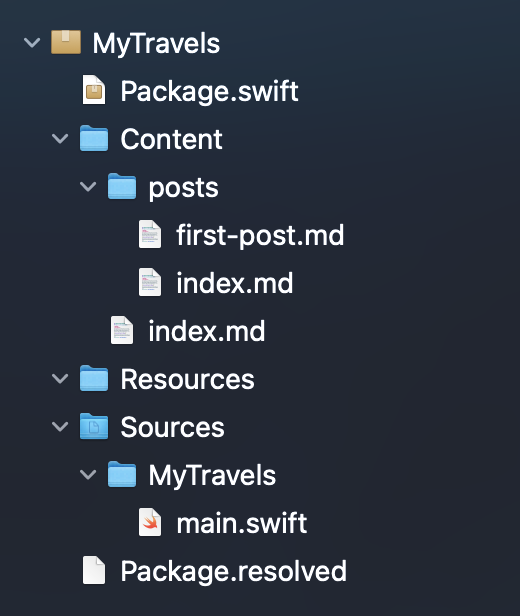 MyTravels
Package.swift
Content
posts
first-post.md
index.md
index.md
Resources
Sources
MyTravels
main.swift
Package.resolved